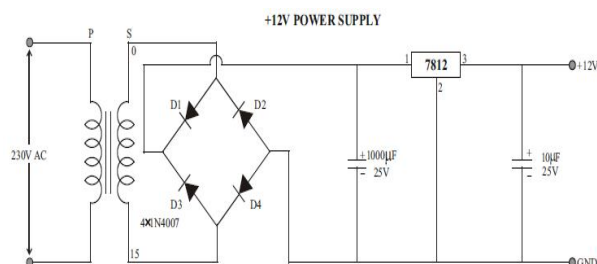 +12V POWER SUPPLY
P S
0
1 7812 3
+12V
2
D1 D2
230V AC
+ 1000µF
- 25V
+ 10µF
- 25V
D3 D4
4×1N4007
15
GND